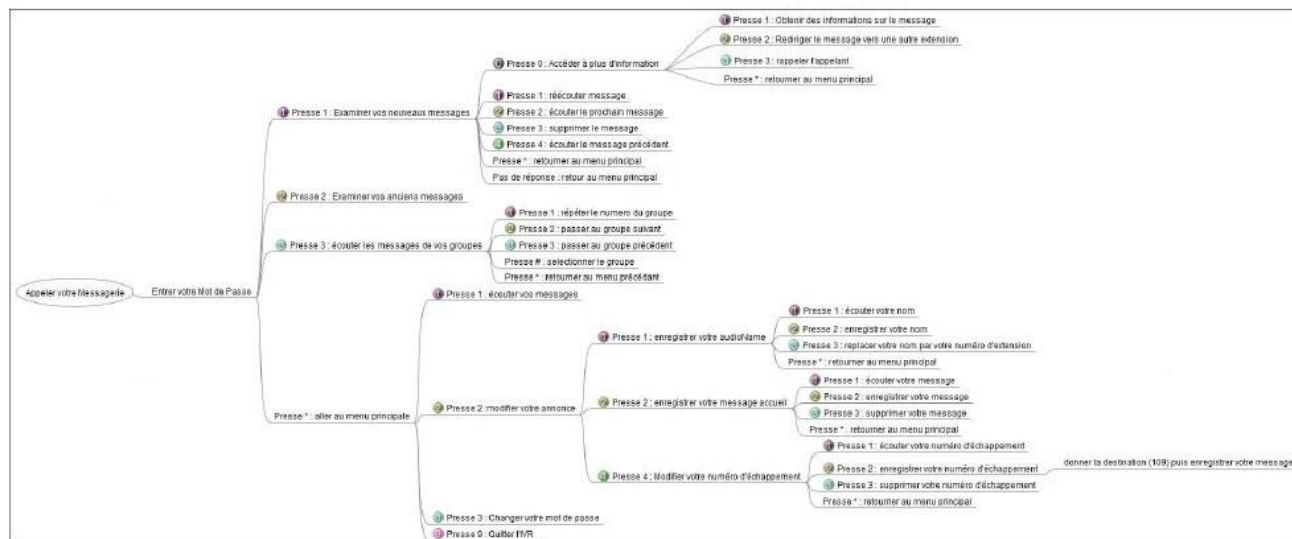 Appeler votre Messagerie
Entrer votre Mot de Passe
Presse 1 : Examiner vos nouveaux messages
Presse 0 : Accéder à plus d'information
Presse 1 : Obtenir des informations sur le message
Presse 2 : Rediriger le message vers une autre extension
Presse 3 : rappeler l'appelant
Presse * : retourner au menu principal
Presse 1 : réécouter message
Presse 2 : écouter le prochain message
Presse 3 : supprimer le message
Presse 4 : écouter le message précédent
Presse * : retourner au menu principal
Pas de réponse : retour au menu principal
Presse 2 : Examiner vos anciens messages
Presse 3 : écouter les messages de vos groupes
Presse 1 : répéter le numero du groupe
Presse 2 : passer au groupe suivant
Presse 3 : passer au groupe précédent
Presse # : selectionner le groupe
Presse * : retourner au menu précédant
Presse * : aller au menu principale
Presse 1 : écouter vos messages
Presse 2 :modifier votre annonce
Presse 1 : enregistrer votre audioName
Presse 1 : écouter votre nom
Presse 2 : enregistrer votre nom
Presse 3 : replacer votre nom par votre numéro d'extension
Presse * : retourner au menu principal
Presse 2 : enregistrer votre message accueil
Presse 1 : écouter votre message
Presse 2 : enregistrer votre message
Presse 3 : supprimer votre message
Presse * : retourner au menu principal
Presse 4 : Modifier votre numéro d'échappement
Presse 1 : écouter votre numéro d'échappement
Presse 2 : enregistrer votre numéro d'échappement
donner la destination (109) puis enregistrer votre message
Presse 3 : supprimer votre numéro d'échappement
Presse * : retourner au menu principal
Presse 3 : Changer votre mot de passe
Presse 9 : Quitter l'IVR